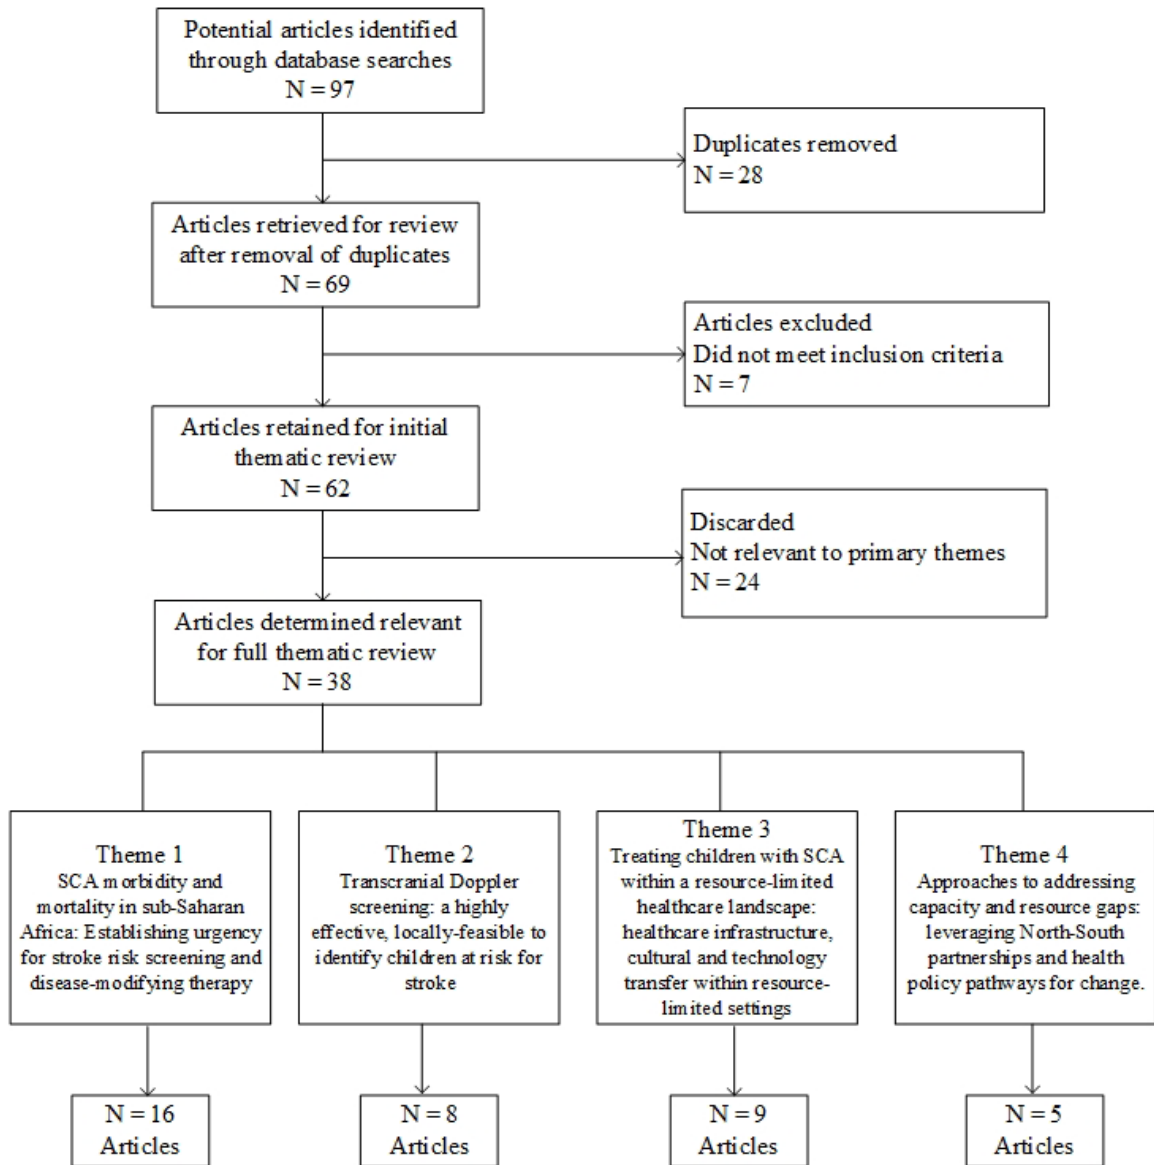 Potential articles identified
through database searches
N = 97
Duplicates removed
N = 28
Articles retrieved for review
after removal of duplicates
N = 69
Articles excluded
Did not meet inclusion criteria
N = 7
Articles retained for initial
thematic review
N = 62
Discarded
Not relevant to primary themes
N = 24
Articles determined relevant
for full thematic review
N = 38
Theme 1
SCA morbidity and
mortality in sub-Saharan
Africa: Establishing urgency
for stroke risk screening and
disease-modifying therapy
Theme 2
Transcranial Doppler
screening: a highly
effective, locally-feasible to
identify children at risk for
stroke
Theme 3
Treating children with SCA
within a resource-limited
healthcare landscape:
healthcare infrastructure,
cultural and technology
transfer within resource-
limited settings
Theme 4
Approaches to addressing
capacity and resource gaps:
leveraging North-South
partnerships and health
policy pathways for change.
N = 16
Articles
N = 8
Articles
N = 9
Articles
N = 5
Articles